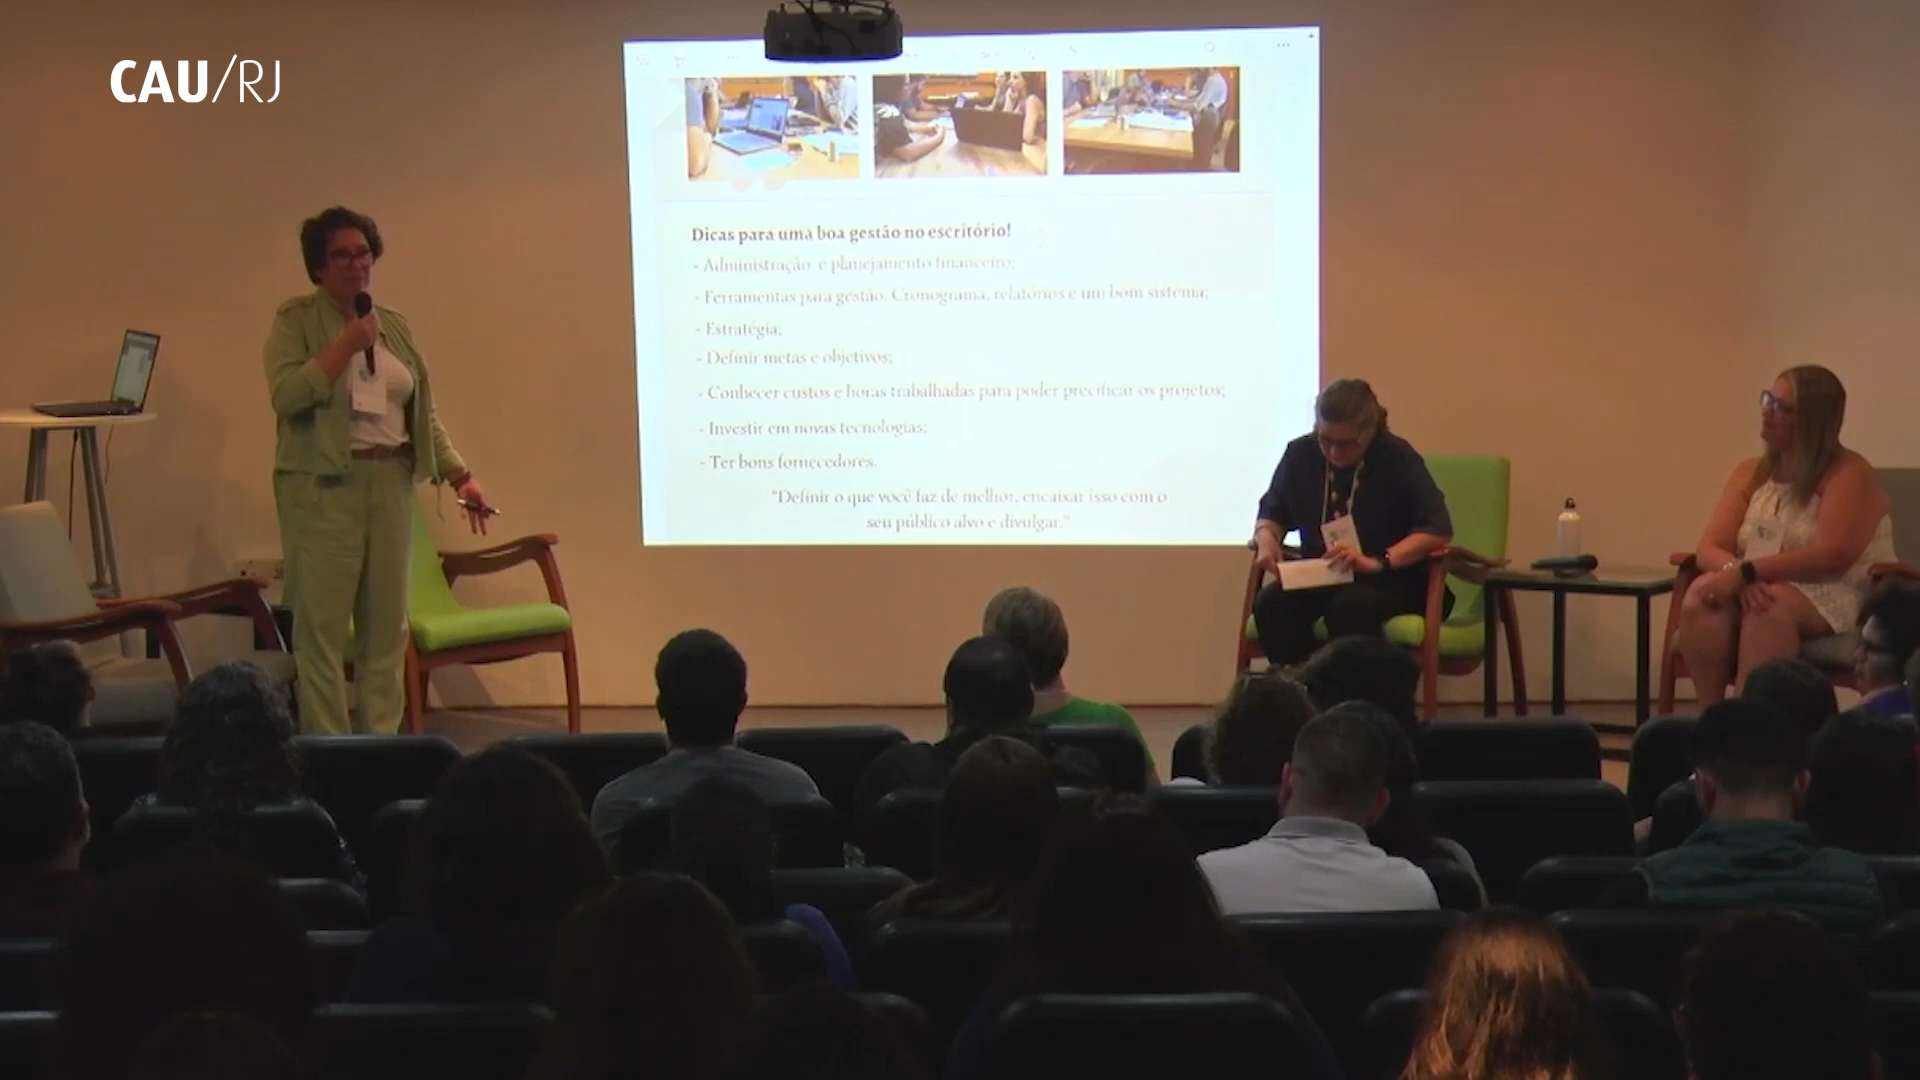 CAU/RJ
Dicas para uma boa gestão no escritório!
- Administração e planejamento financeiro;
- Ferramentas para gestão: Cronograma, relatórios e um bom sistema;
- Estratégia;
- Definir metas e objetivos;
- Conhecer custos e horas trabalhadas para poder precificar os projetos;
- Investir em novas tecnologias;
- Ter bons fornecedores.
"Definir o que você faz de melhor, encaixar isso com o
seu público alvo e divulgar."